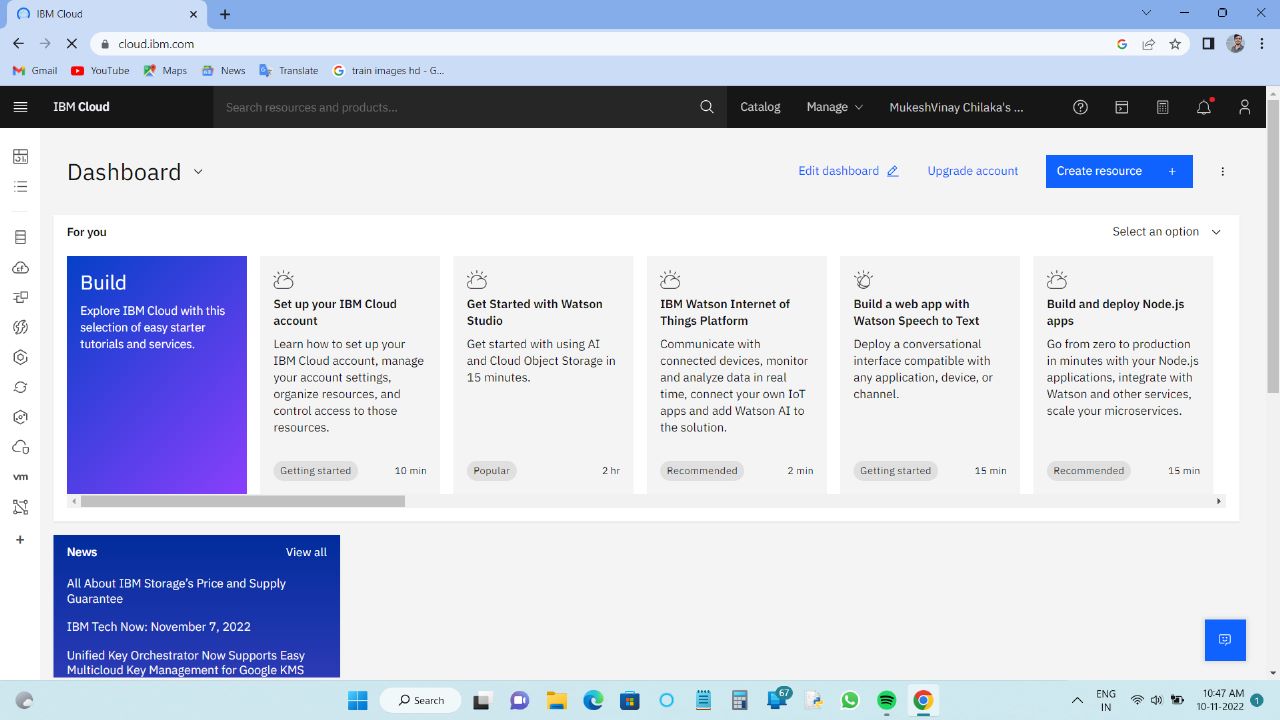 IBM Cloud
cloud.ibm.com
Gmail
YouTube
Maps
News
Translate
train images hd - G...
IBM Cloud
Search resources and products...
Catalog
Manage
MukeshVinay Chilaka's ...
Dashboard
Edit dashboard
Upgrade account
Create resource +
For you
Select an option
Build
Explore IBM Cloud with this
selection of easy starter
tutorials and services.
Set up your IBM Cloud
account
Learn how to set up your
IBM Cloud account, manage
your account settings,
organize resources, and
control access to those
resources.
Getting started
10 min
Get Started with Watson
Studio
Get started with using AI
and Cloud Object Storage in
15 minutes.
Popular
2 hr
IBM Watson Internet of
Things Platform
Communicate with
connected devices, monitor
and analyze data in real
time, connect your own IoT
apps and add Watson AI to
the solution.
Recommended
2 min
Build a web app with
Watson Speech to Text
Deploy a conversational
interface compatible with
any application, device, or
channel.
Getting started
15 min
Build and deploy Node.js
apps
Go from zero to production
in minutes with your Node.js
applications, integrate with
Watson and other services,
scale your microservices.
Recommended
15 min
vm
News
View all
All About IBM Storage's Price and Supply
Guarantee
IBM Tech Now: November 7, 2022
Unified Key Orchestrator Now Supports Easy
Multicloud Key Management for Google KMS
Search
67
ENG
IN
10:47 AM
10-11-2022
1